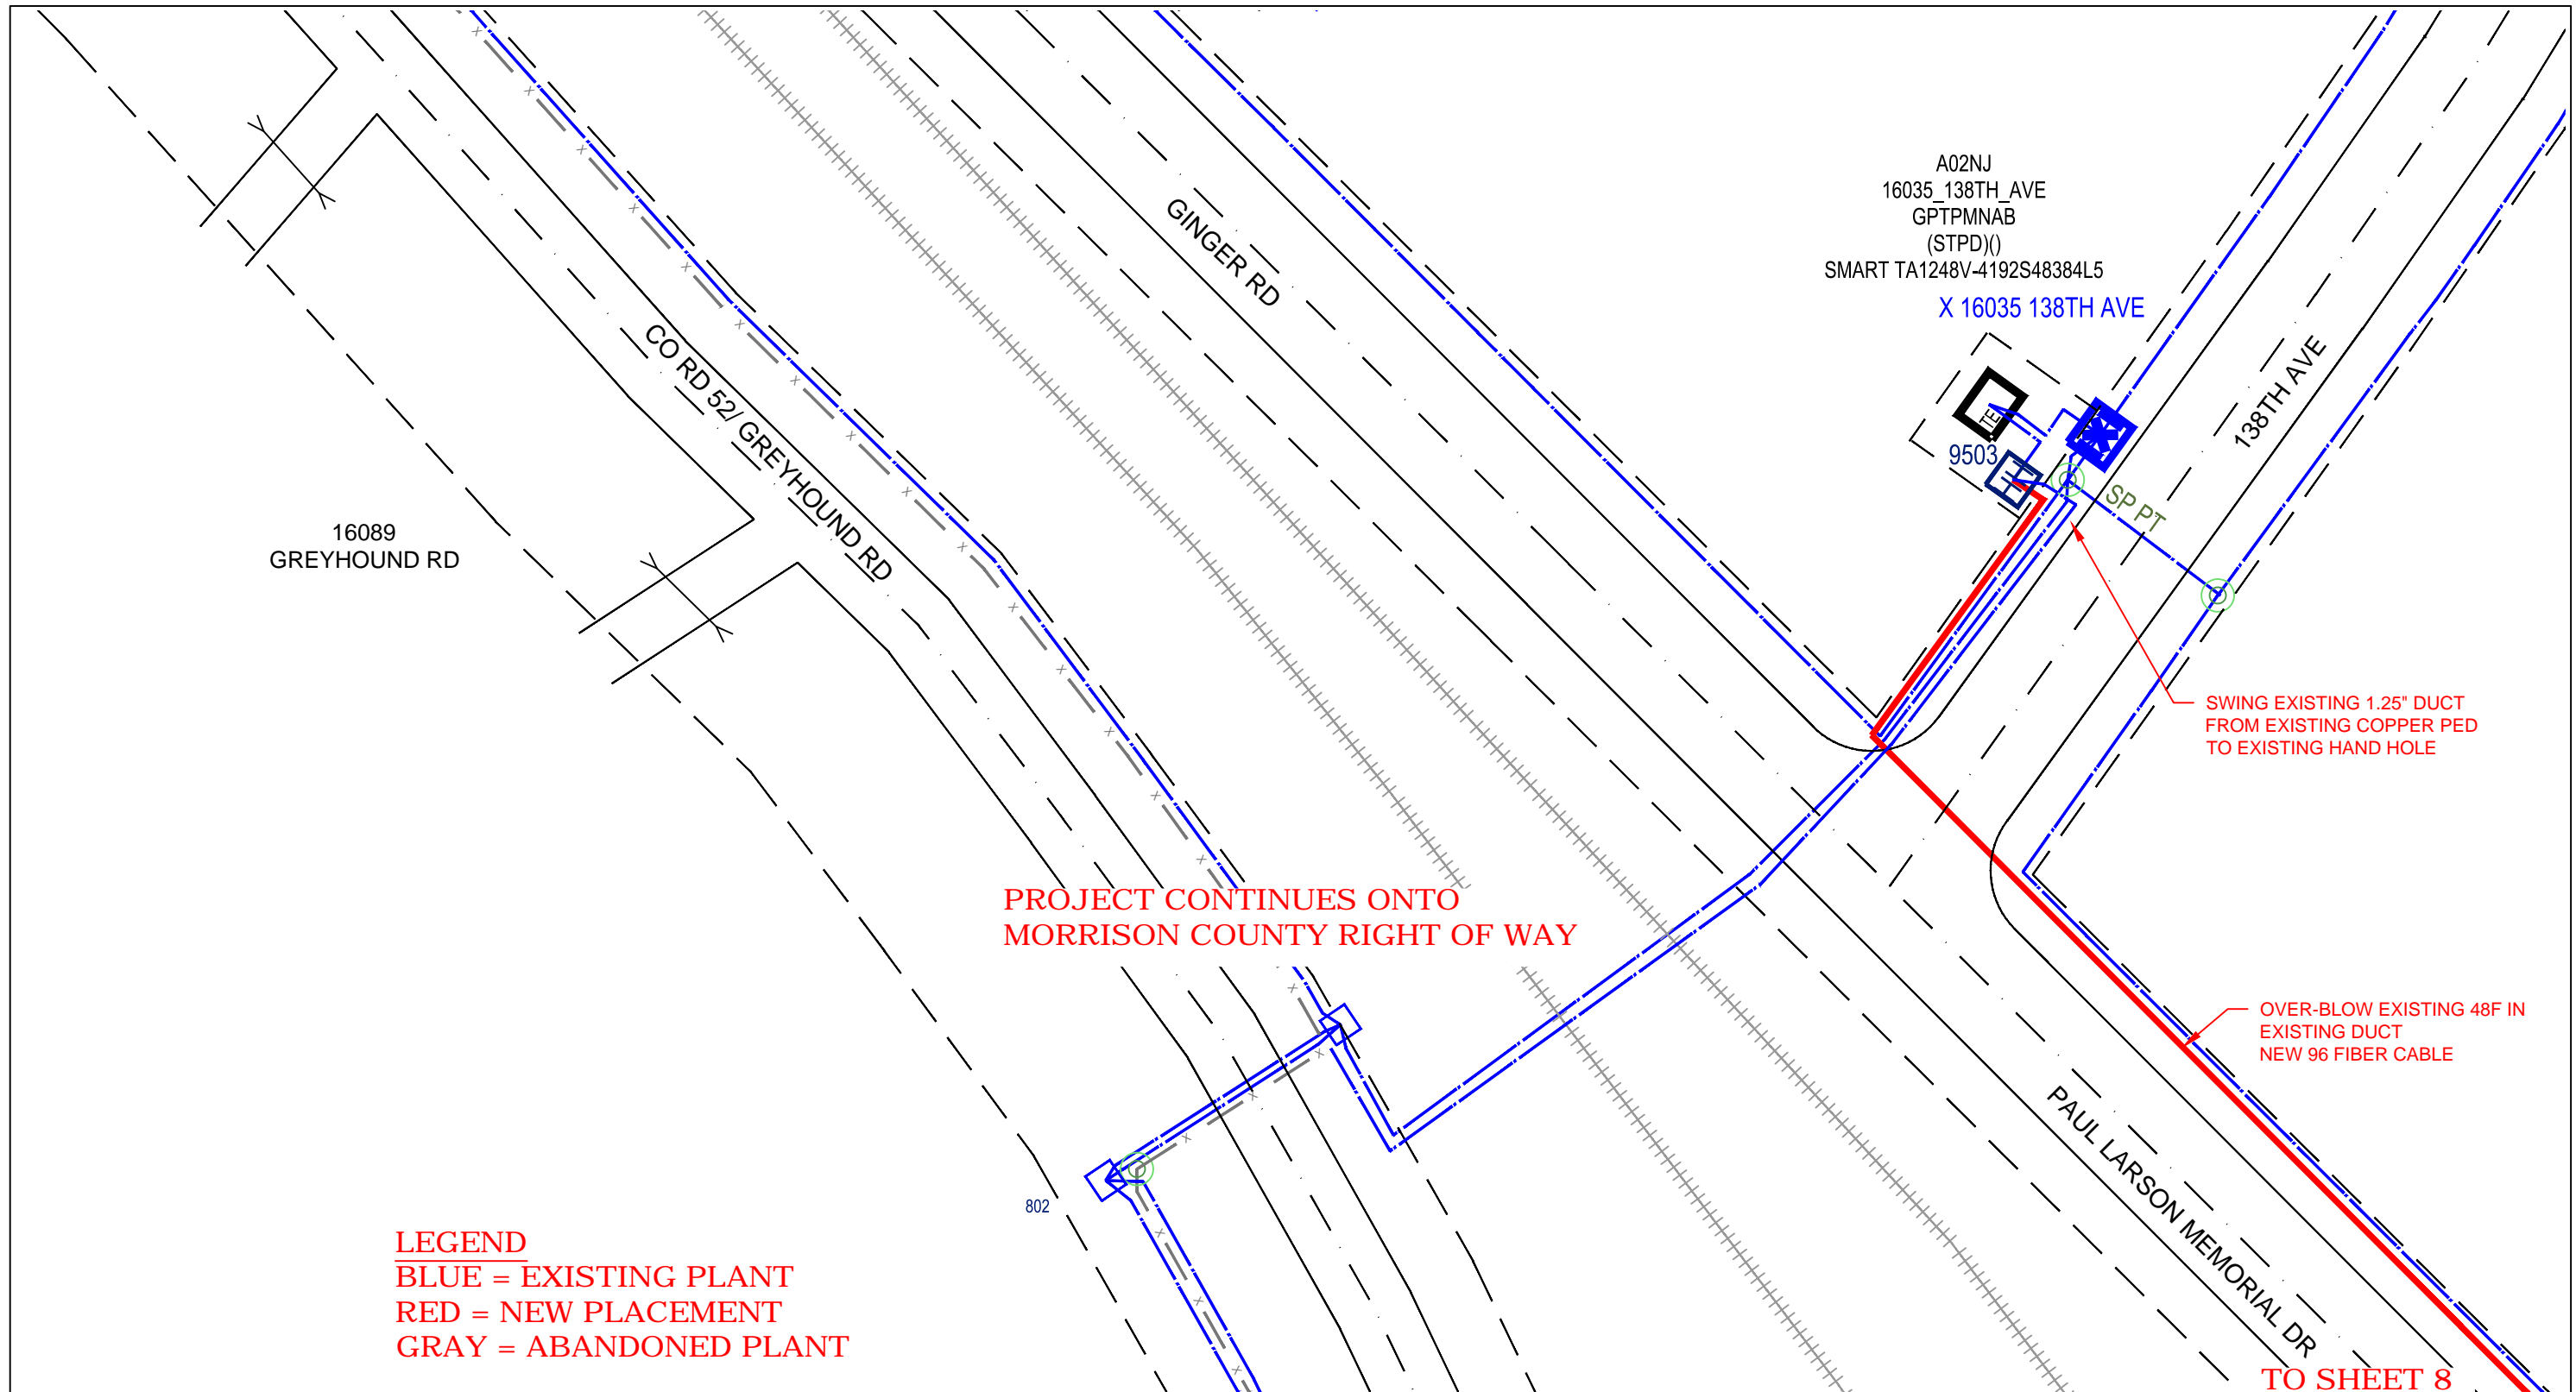 A02NJ
16035_138TH_AVE
GPTPMNAB
(STPD)()
SMART TA1248V-4192S48384L5
X 16035 138TH AVE
GINGER RD
138TH AVE
CO RD 52/ GREYHOUND RD
TE
9503
HH
SP PT
16089
GREYHOUND RD
SWING EXISTING 1.25" DUCT
FROM EXISTING COPPER PED
TO EXISTING HAND HOLE
PROJECT CONTINUES ONTO
MORRISON COUNTY RIGHT OF WAY
OVER-BLOW EXISTING 48F IN
EXISTING DUCT
NEW 96 FIBER CABLE
PAUL LARSON MEMORIAL DR
802
LEGEND
BLUE = EXISTING PLANT
RED = NEW PLACEMENT
GRAY = ABANDONED PLANT
TO SHEET 8